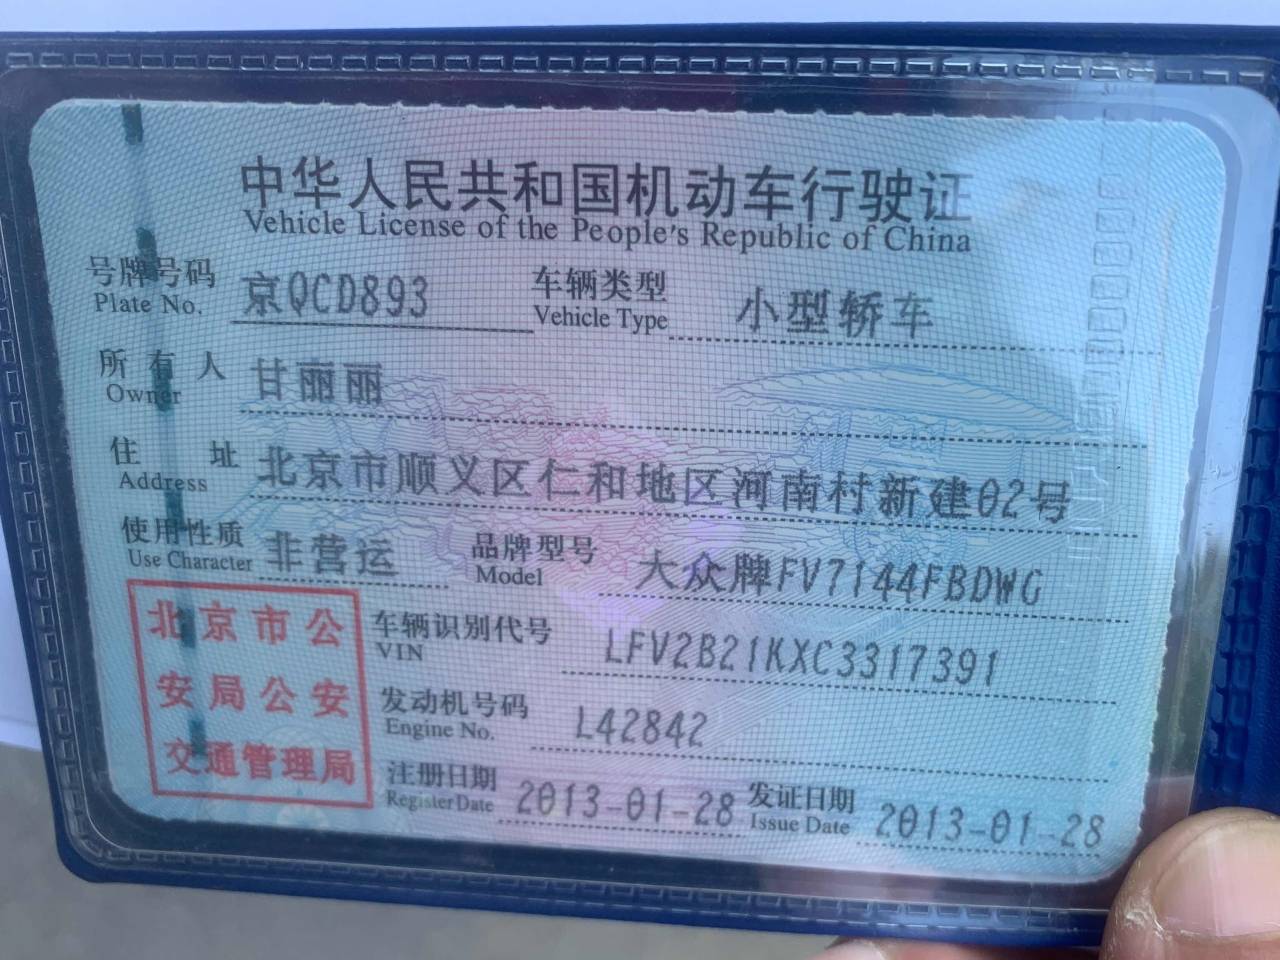 中华人民共和国机动车行驶证
Vehicle License of the People's Republic of China
号牌号码 京QCD893 车辆类型 小型轿车
Plate No. Vehicle Type
所有人 甘丽丽
Owner
住址 北京市顺义区仁和地区河南村新建02号
Address
使用性质 非营运 品牌型号 大众牌FV7144FBDWG
Use Character Model
北京市公
安局公安
交通管理局
车辆识别代号 LFV2B21KXC3317391
VIN
发动机号码 L42842
Engine No.
注册日期 2013-01-28 发证日期 2013-01-28
Register Date Issue Date